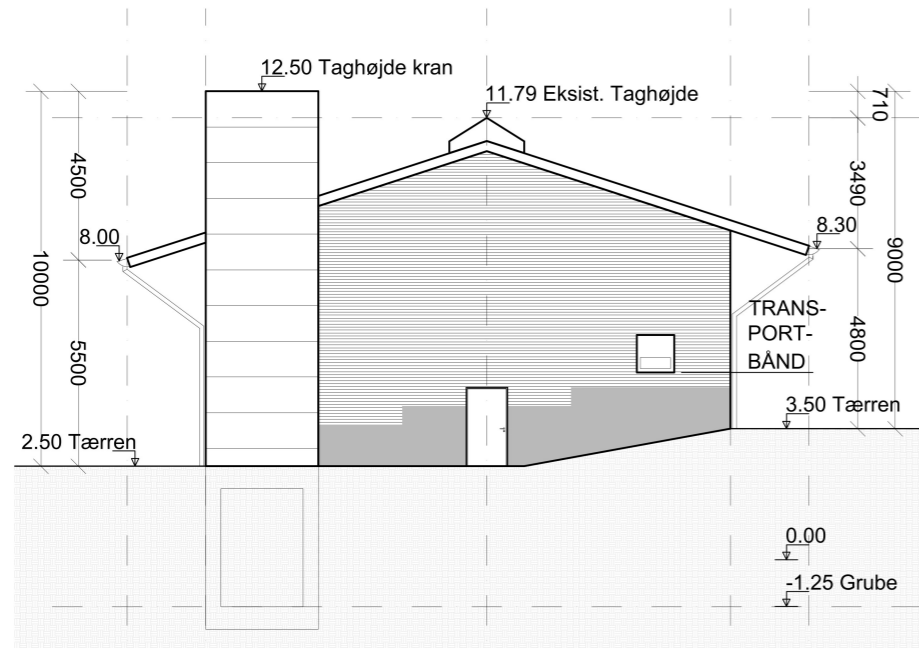 12.50 Taghøjde kran
11.79 Eksist. Taghøjde
710
4500
3490
8.00
8.30
10000
9000
5500
4800
TRANS-
PORT-
BÅND
2.50 Tærren
3.50 Tærren
0.00
-1.25 Grube